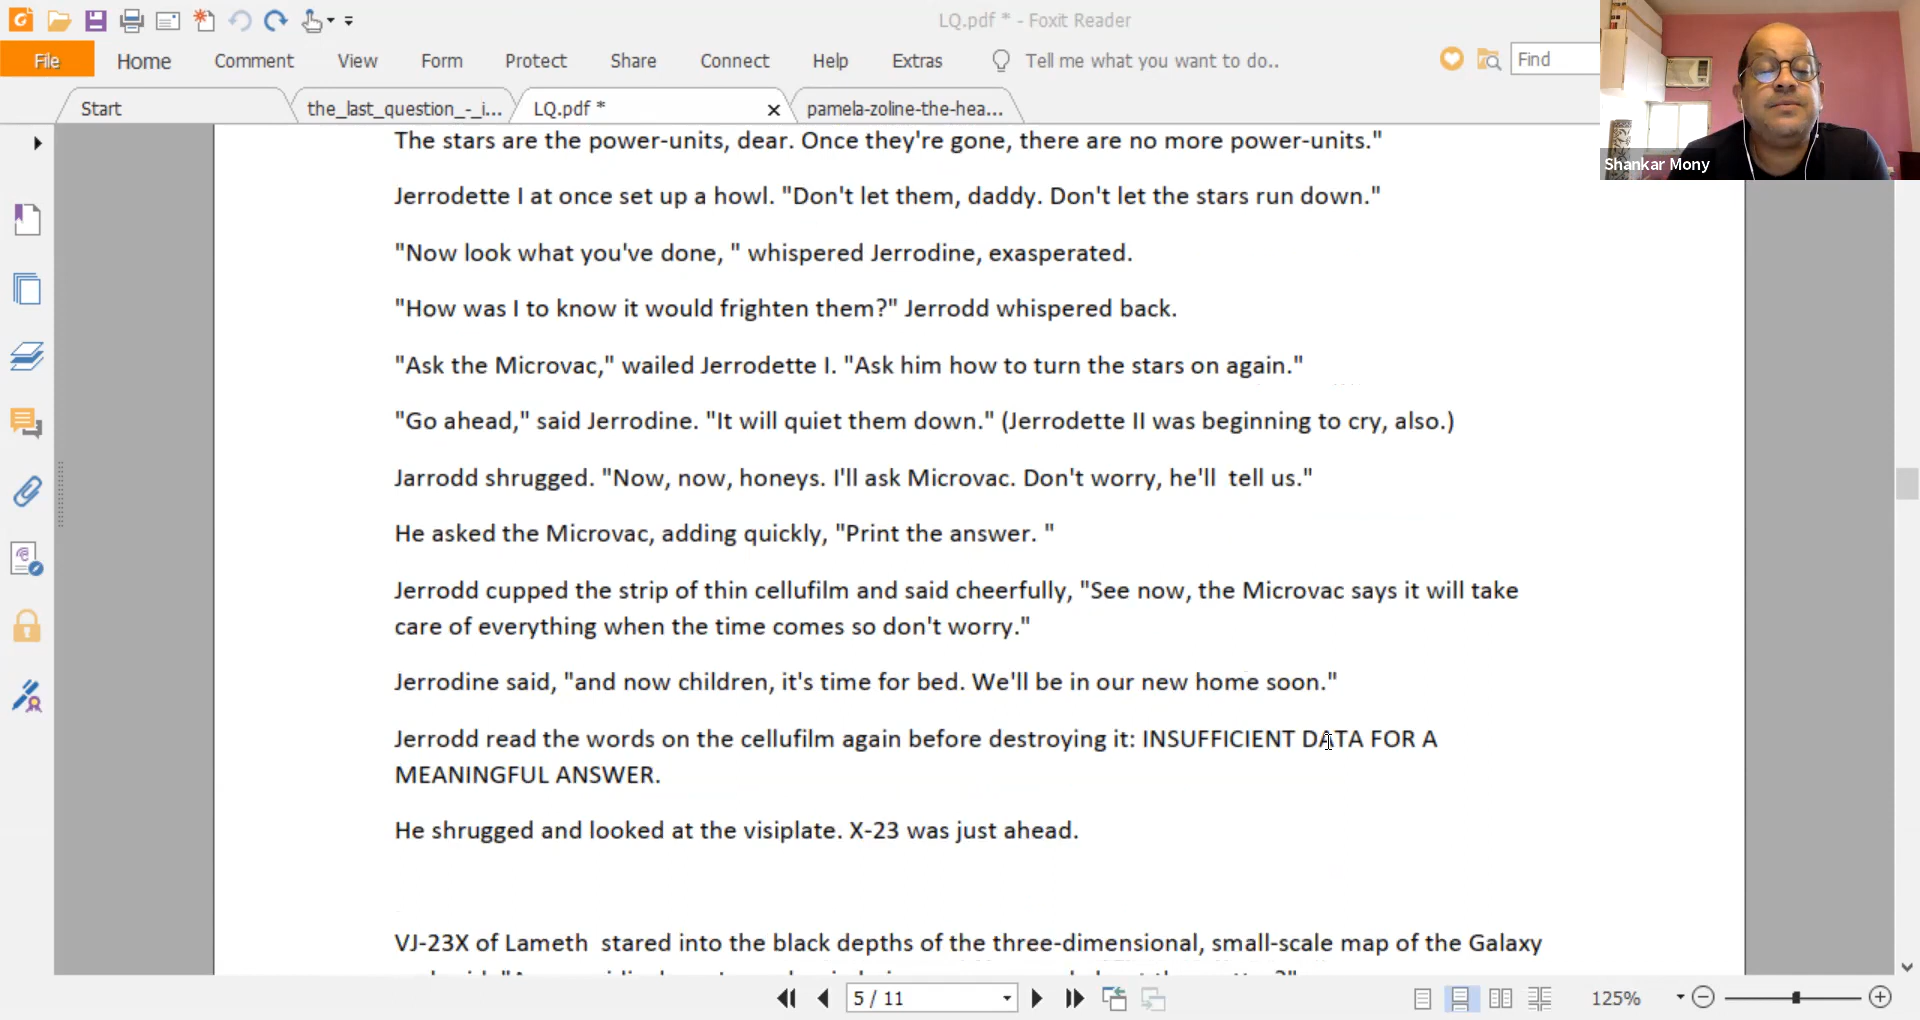 LQ.pdf * - Foxit Reader
File Home Comment View Form Protect Share Connect Help Extras Tell me what you want to do.. Find
Start the_last_question_-_i... LQ.pdf * pamela-zoline-the-hea...
Shankar Mony
The stars are the power-units, dear. Once they're gone, there are no more power-units."
Jerrodette I at once set up a howl. "Don't let them, daddy. Don't let the stars run down."
"Now look what you've done, " whispered Jerrodine, exasperated.
"How was I to know it would frighten them?" Jerrodd whispered back.
"Ask the Microvac," wailed Jerrodette I. "Ask him how to turn the stars on again."
"Go ahead," said Jerrodine. "It will quiet them down." (Jerrodette II was beginning to cry, also.)
Jarrodd shrugged. "Now, now, honeys. I'll ask Microvac. Don't worry, he'll tell us."
He asked the Microvac, adding quickly, "Print the answer. "
Jerrodd cupped the strip of thin cellufilm and said cheerfully, "See now, the Microvac says it will take
care of everything when the time comes so don't worry."
Jerrodine said, "and now children, it's time for bed. We'll be in our new home soon."
Jerrodd read the words on the cellufilm again before destroying it: INSUFFICIENT DATA FOR A
MEANINGFUL ANSWER.
He shrugged and looked at the visiplate. X-23 was just ahead.
VJ-23X of Lameth stared into the black depths of the three-dimensional, small-scale map of the Galaxy
5 / 11 125%